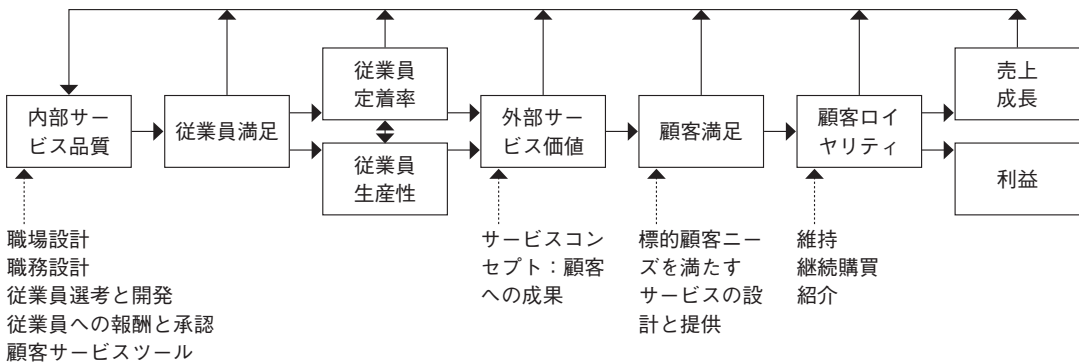 内部サー
ビス品質
従業員満足
従業員
定着率
従業員
生産性
外部サー
ビス価値
顧客満足
顧客ロイ
ヤリティ
売上
成長
利益
職場設計
職務設計
従業員選考と開発
従業員への報酬と承認
顧客サービスツール
サービスコン
セプト：顧客
への成果
標的顧客ニー
ズを満たす
サービスの設
計と提供
維持
継続購買
紹介